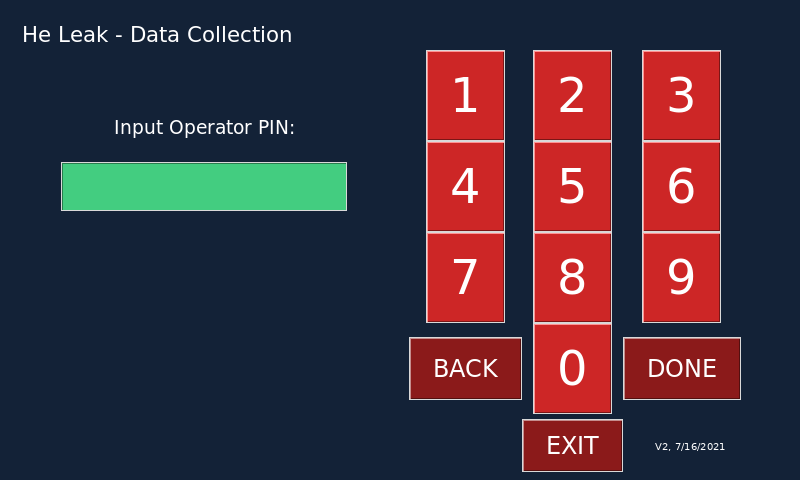 He Leak - Data Collection
Input Operator PIN:
1 2 3
4 5 6
7 8 9
BACK 0 DONE
EXIT
V2, 7/16/2021